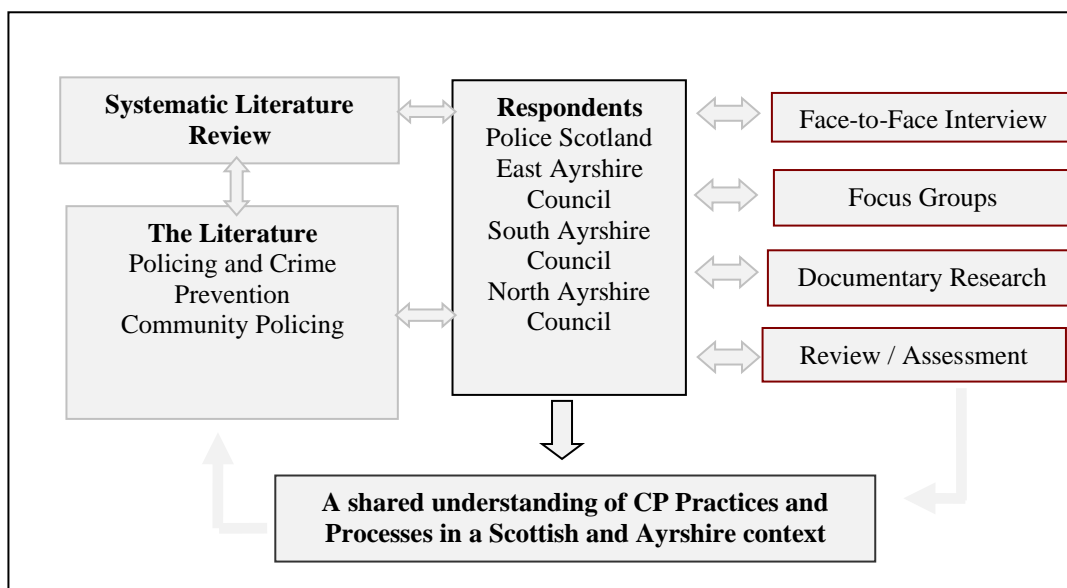 Systematic Literature
Review
The Literature
Policing and Crime
Prevention
Community Policing
Respondents
Police Scotland
East Ayrshire
Council
South Ayrshire
Council
North Ayrshire
Council
Face-to-Face Interview
Focus Groups
Documentary Research
Review / Assessment
A shared understanding of CP Practices and
Processes in a Scottish and Ayrshire context